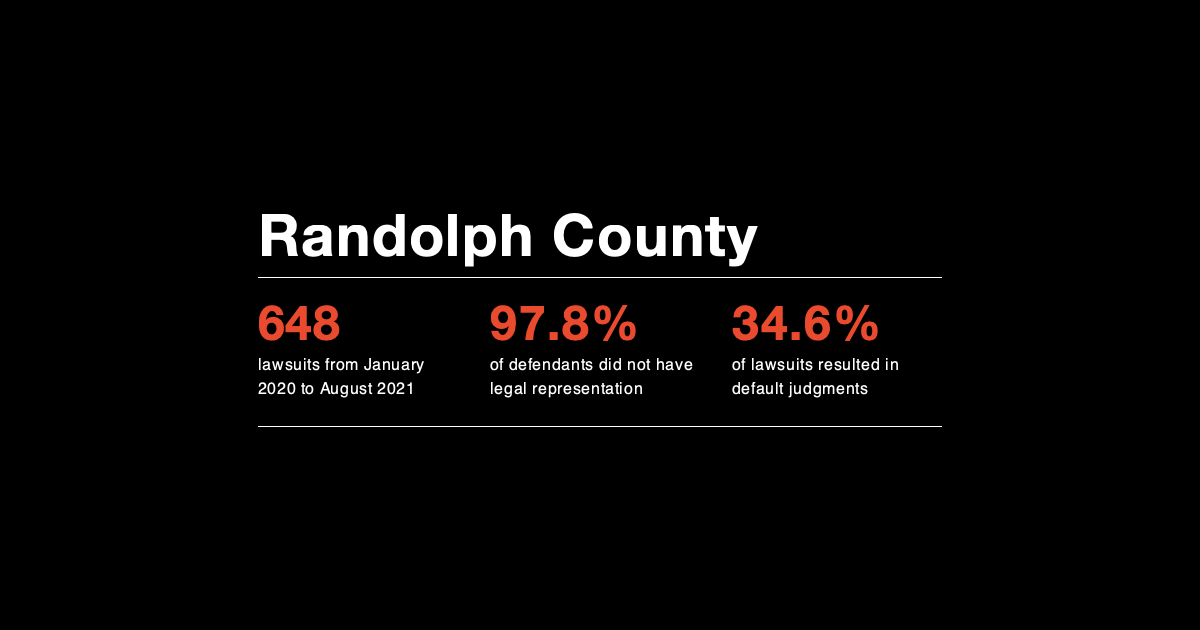 Randolph County
648
lawsuits from January
2020 to August 2021
97.8%
of defendants did not have
legal representation
34.6%
of lawsuits resulted in
default judgments